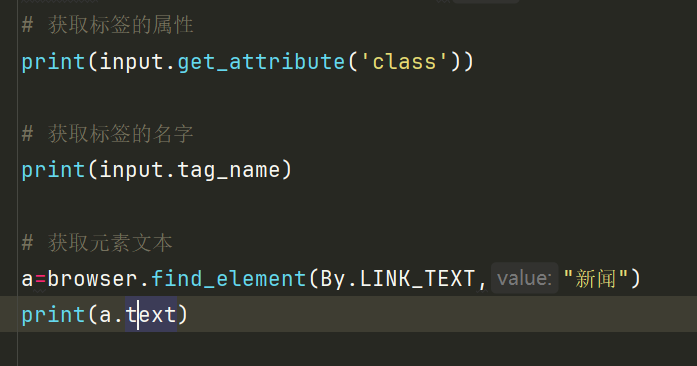 # 获取标签的属性
print(input.get_attribute('class'))
# 获取标签的名字
print(input.tag_name)
# 获取元素文本
a=browser.find_element(By.LINK_TEXT, value: "新闻")
print(a.text)